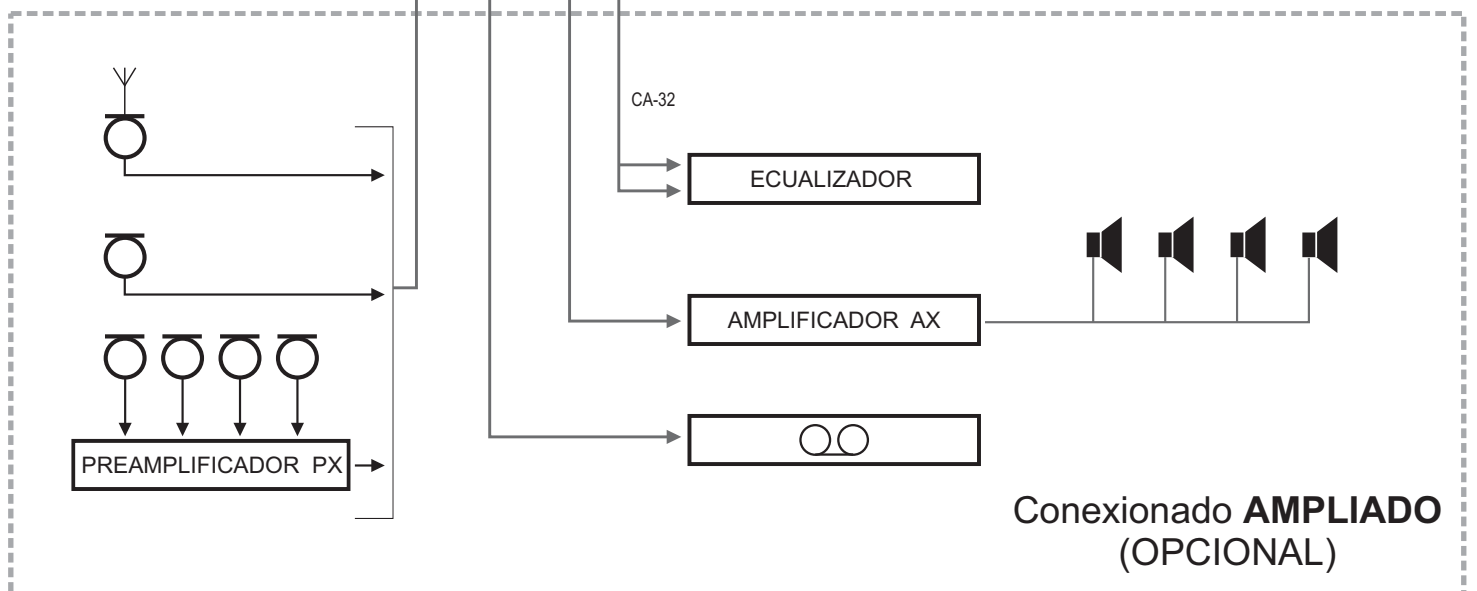 CA-32
ECUALIZADOR
AMPLIFICADOR AX
PREAMPLIFICADOR PX
Conexionado AMPLIADO
(OPCIONAL)